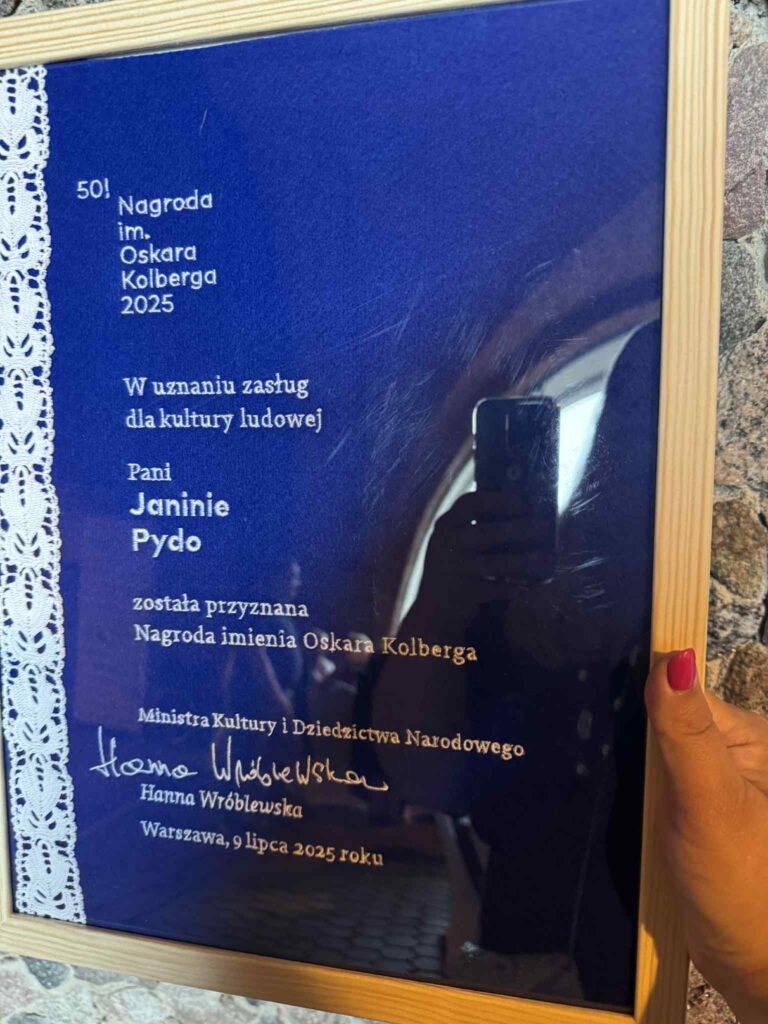 50!
Nagroda
im.
Oskara
Kolberga
2025
W uznaniu zasług
dla kultury ludowej
Pani
Janinie
Pydo
została przyznana
Nagroda imienia Oskara Kolberga
Ministra Kultury i Dziedzictwa Narodowego
Hanna Wróblewska
Hanna Wróblewska
Warszawa, 9 lipca 2025 roku